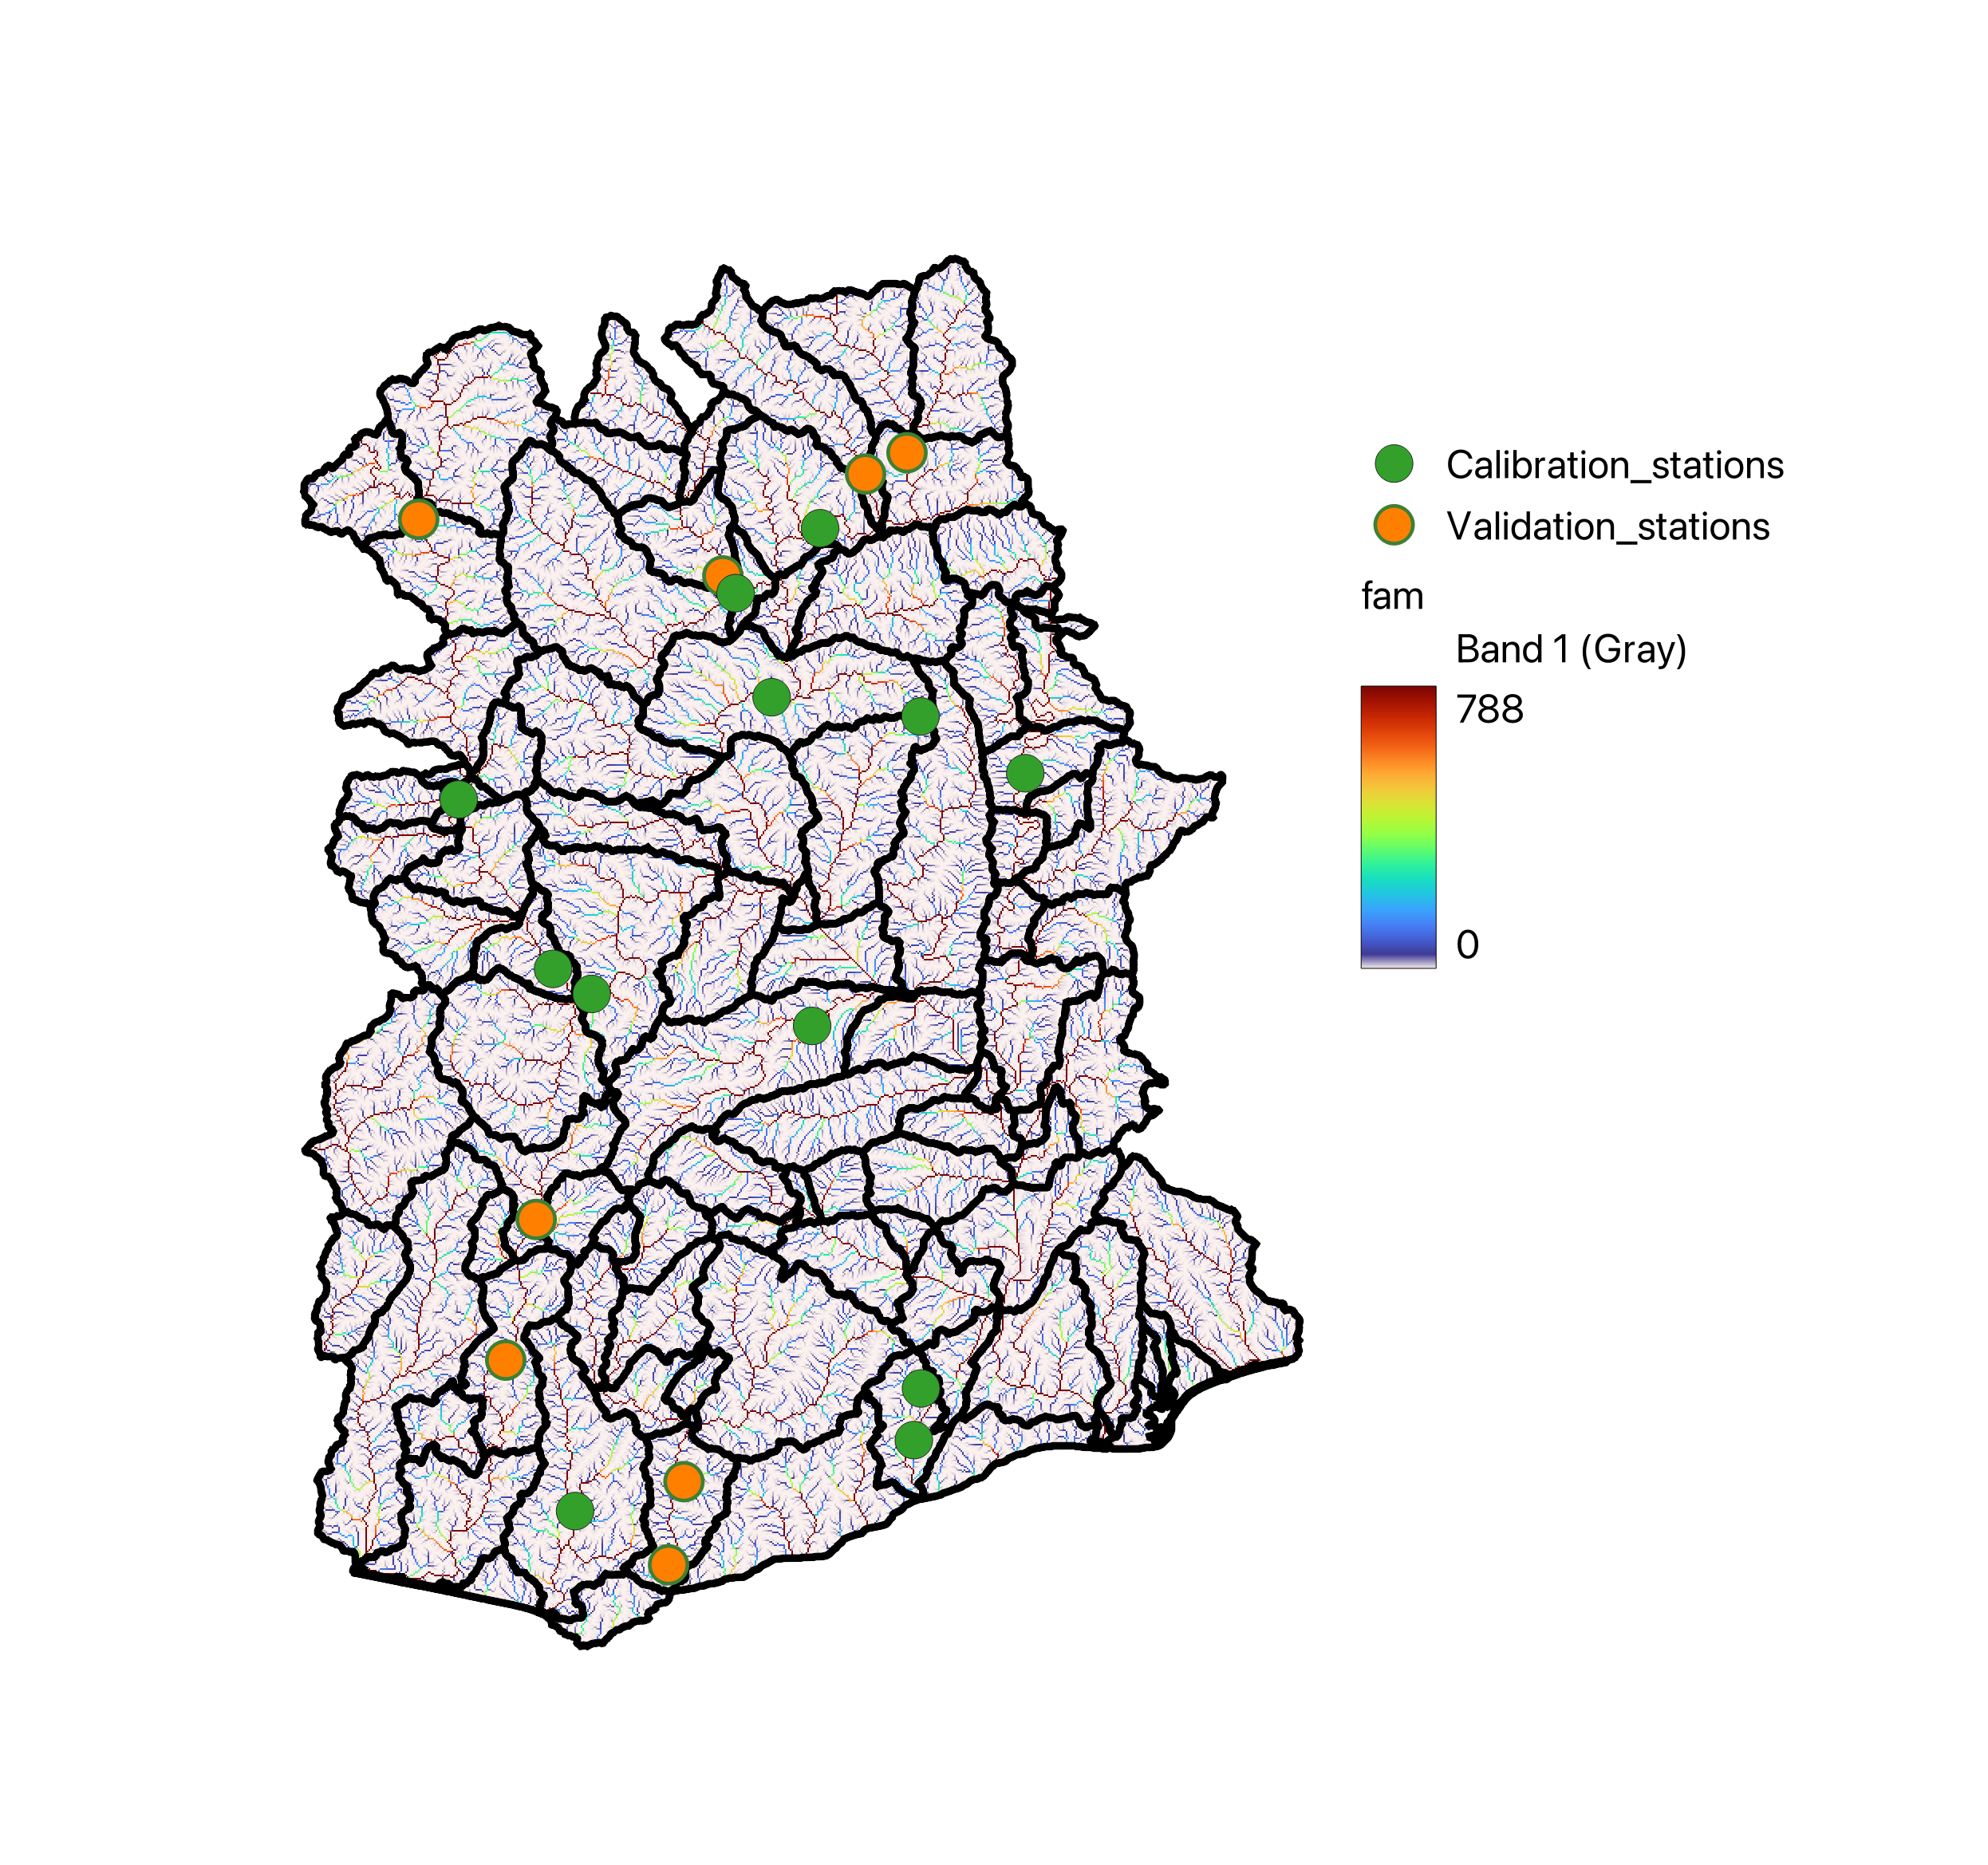 Calibration_stations
Validation_stations
fam
Band 1 (Gray)
788
0